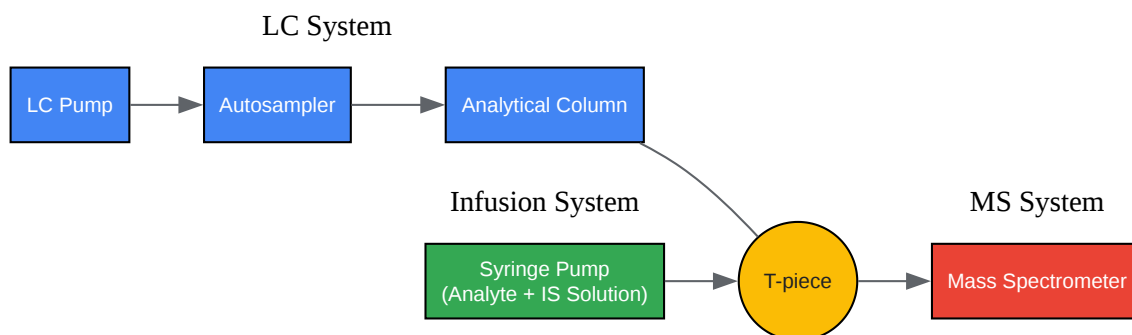 LC System
LC Pump
Autosampler
Analytical Column
Infusion System
MS System
Syringe Pump
(Analyte + IS Solution)
T-piece
Mass Spectrometer